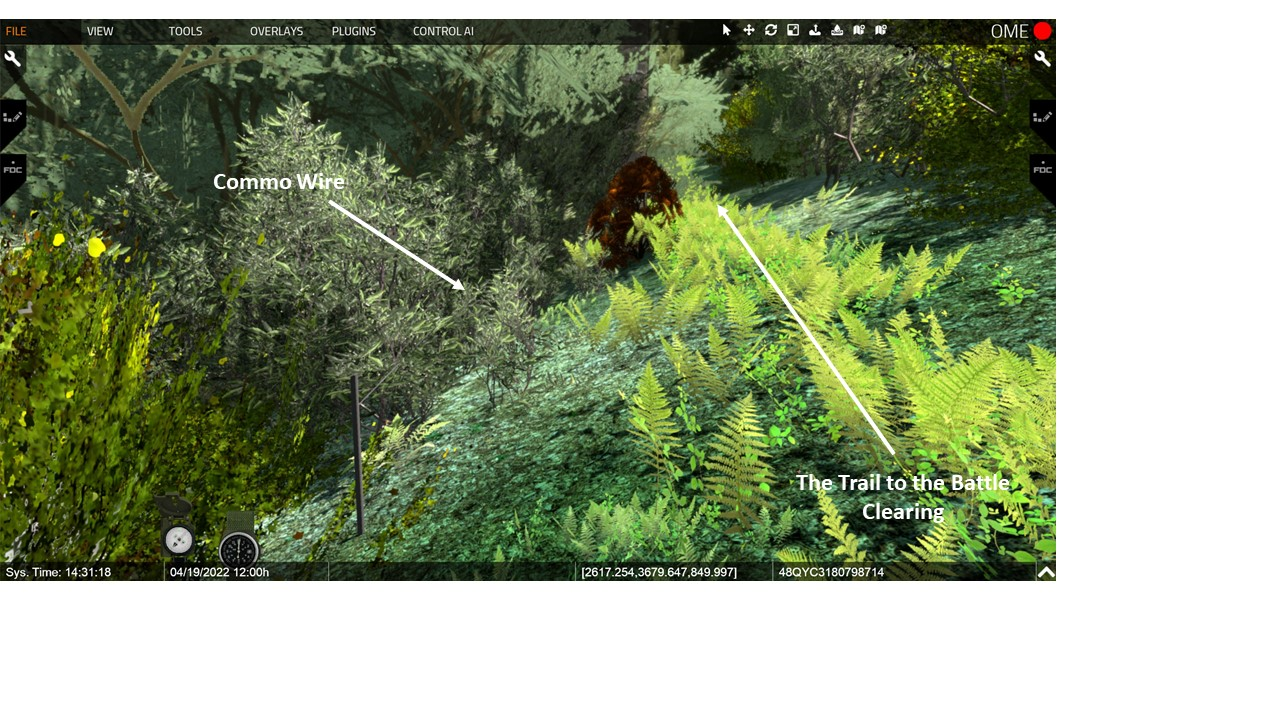 FILE VIEW TOOLS OVERLAYS PLUGINS CONTROL AI OME
Commo Wire
FDC FDC
The Trail to the Battle
Clearing
Sys. Time: 14:31:18 04/19/2022 12:00h [2617.254,3679.647,849.997] 48QYC3180798714